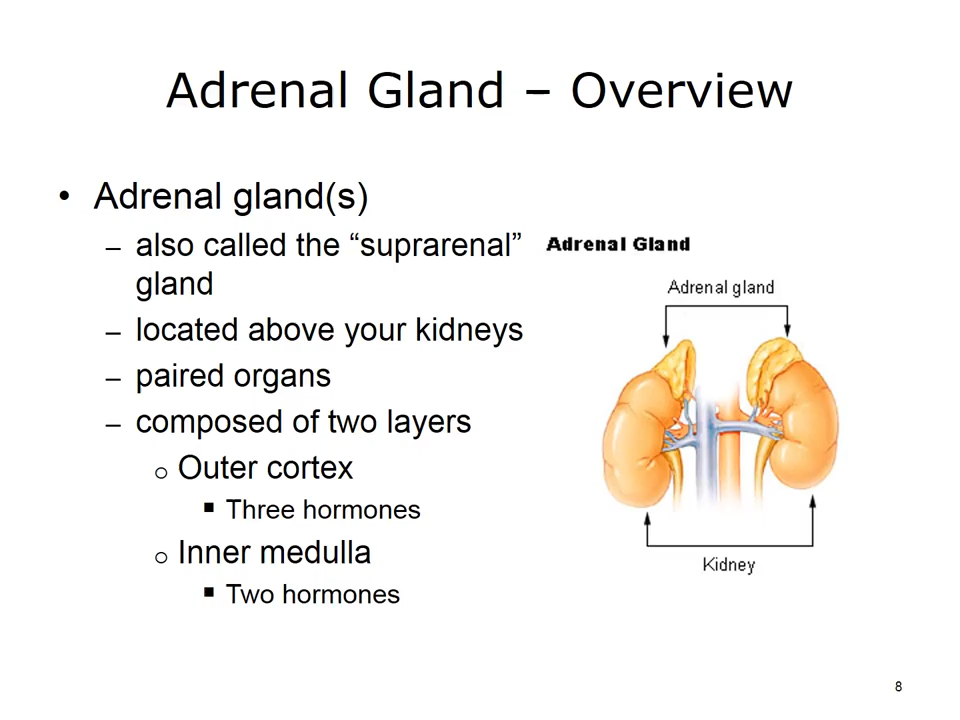 Adrenal Gland – Overview
• Adrenal gland(s)
– also called the “suprarenal”
gland
– located above your kidneys
– paired organs
– composed of two layers
o Outer cortex
▪ Three hormones
o Inner medulla
▪ Two hormones
Adrenal Gland
Adrenal gland
Kidney
8